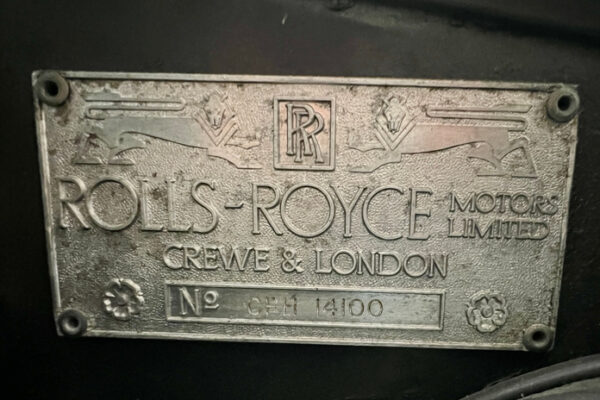 RR
ROLLS-ROYCE MOTORS LIMITED
CREWE & LONDON
Nº 14100